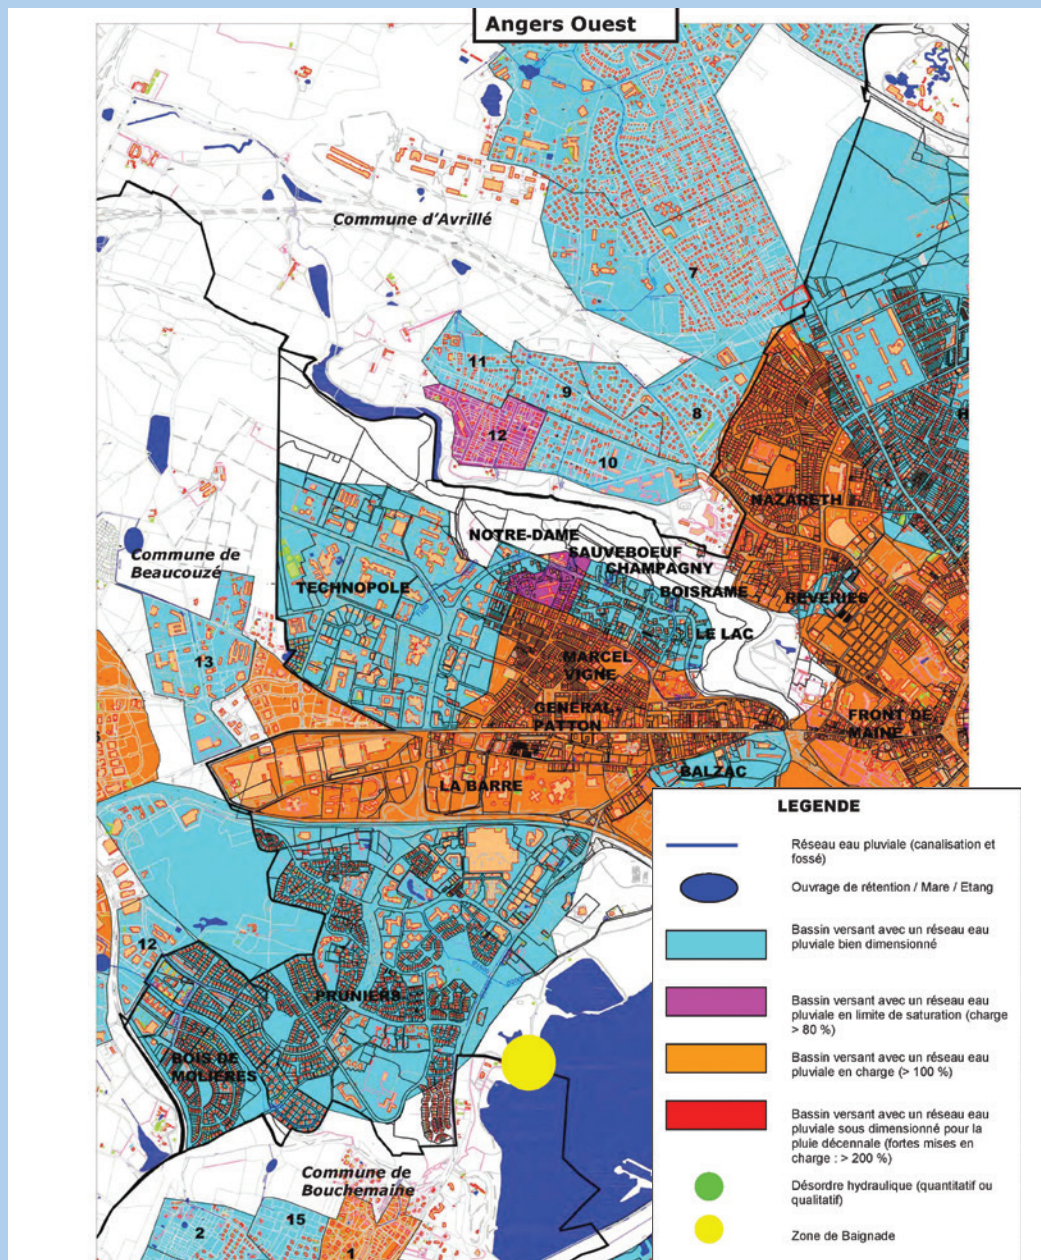 Angers Ouest
Commune d'Avrillé
7
11
9
8
12
10
NAZARETH
H
NOTRE-DAME
SAUVEBOEUF
CHAMPAGNY
Commune de
Beaucouzé
TECHNOPOLE
BOISRAME
REVERIES
LE LAC
13
MARCEL
VIGNE
GENERAL
PATTON
FRONT DE
MAINE
BALZAC
LA BARRE
12
PRUNIERS
BOIS DE
MOLIERES
Commune de
Bouchemaine
15
2
1
LEGENDE
Réseau eau pluviale (canalisation et
fossé)
Ouvrage de rétention / Mare / Etang
Bassin versant avec un réseau eau
pluviale bien dimensionné
Bassin versant avec un réseau eau
pluviale en limite de saturation (charge
> 80 %)
Bassin versant avec un réseau eau
pluviale en charge (> 100 %)
Bassin versant avec un réseau eau
pluviale sous dimensionné pour la
pluie décennale (fortes mises en
charge : > 200 %)
Désordre hydraulique (quantitatif ou
qualitatif)
Zone de Baignade